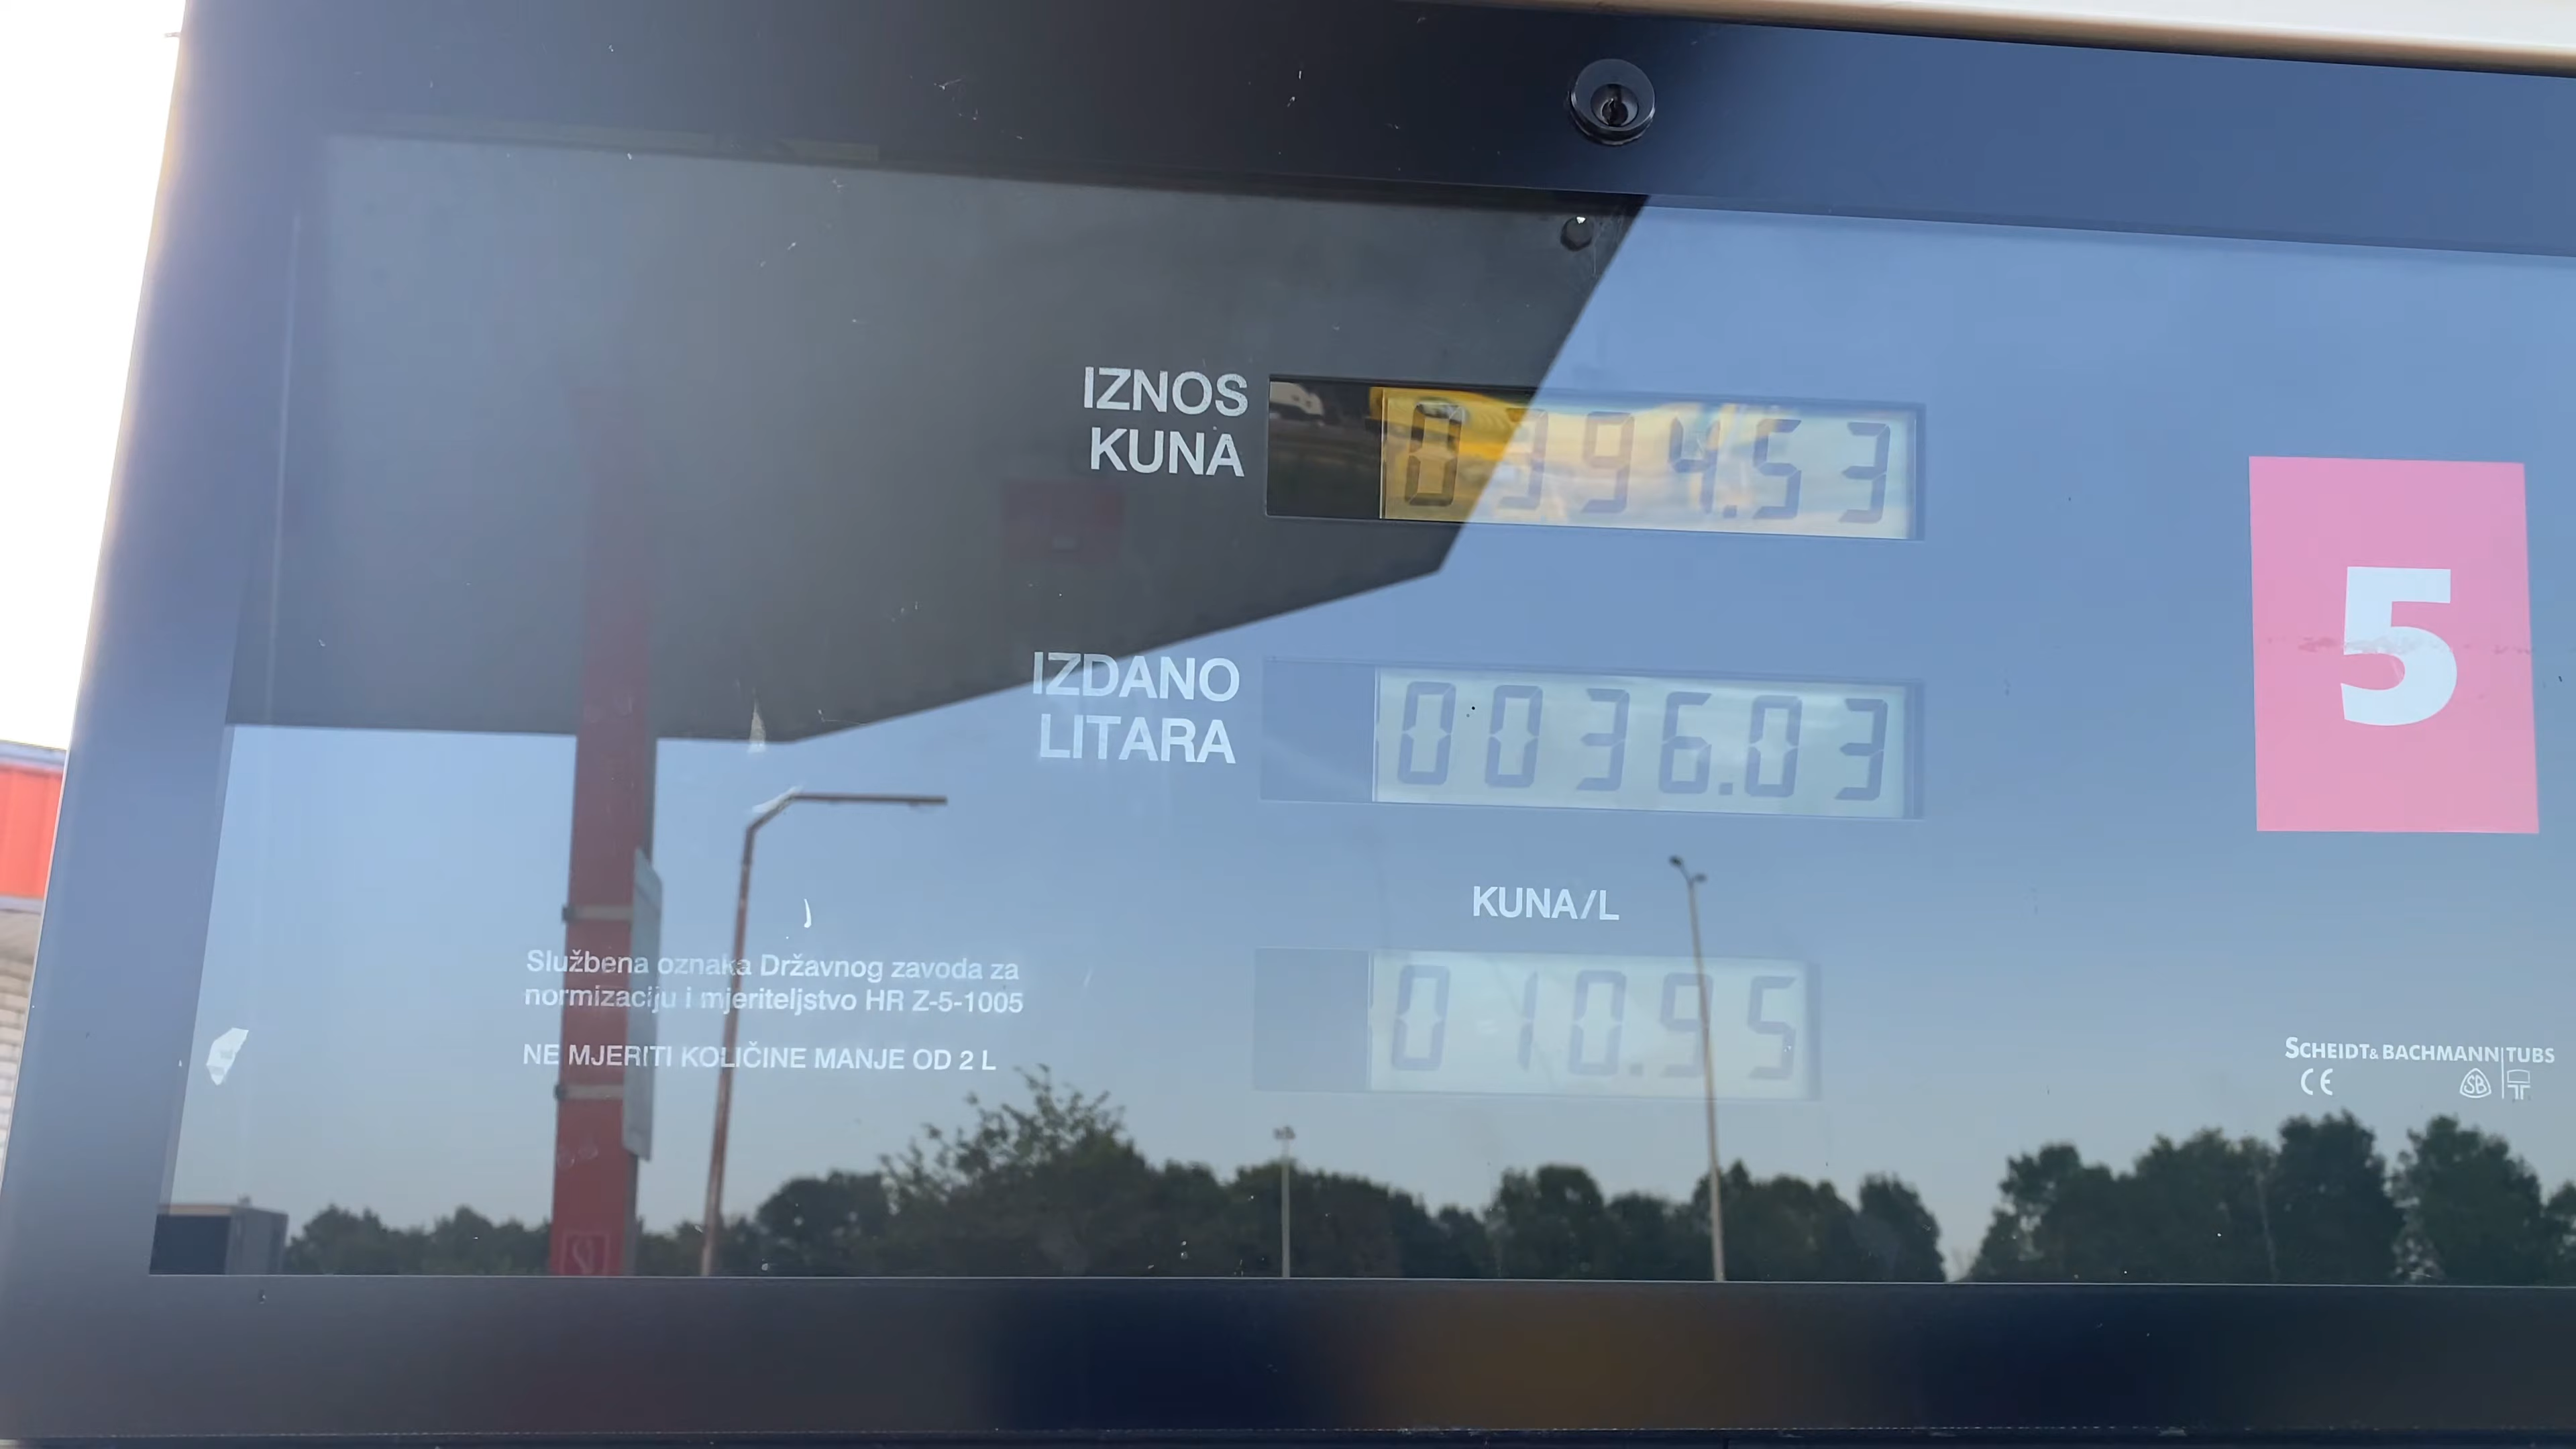 IZNOS
KUNA
0394.53
IZDANO
LITARA
0036.03
5
KUNA/L
010.95
Službena oznaka Državnog zavoda za
normizaciju i mjeriteljstvo HR Z-5-1005
NE MJERITI KOLIČINE MANJE OD 2 L
SCHEIDT & BACHMANN TUBS
CE SB